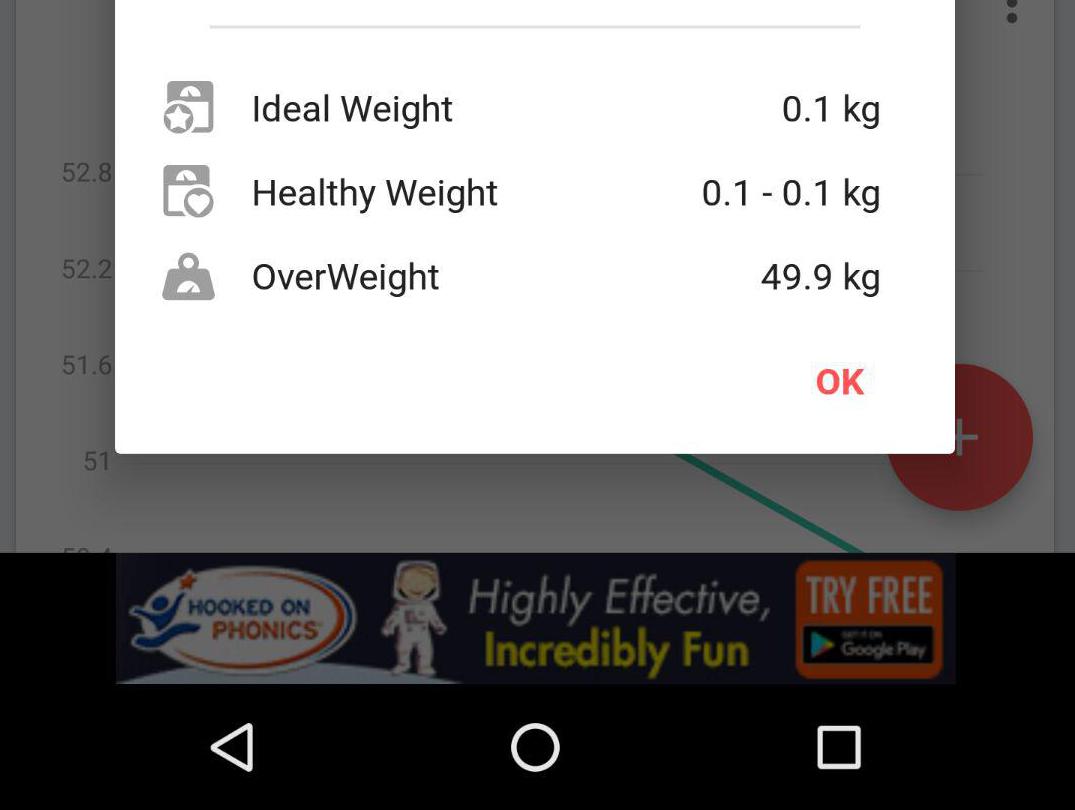 Ideal Weight 0.1 kg
52.8
Healthy Weight 0.1 - 0.1 kg
52.2
OverWeight 49.9 kg
51.6
OK
51
HOOKED ON
PHONICS
Highly Effective,
Incredibly Fun
TRY FREE
GET IT ON
Google Play